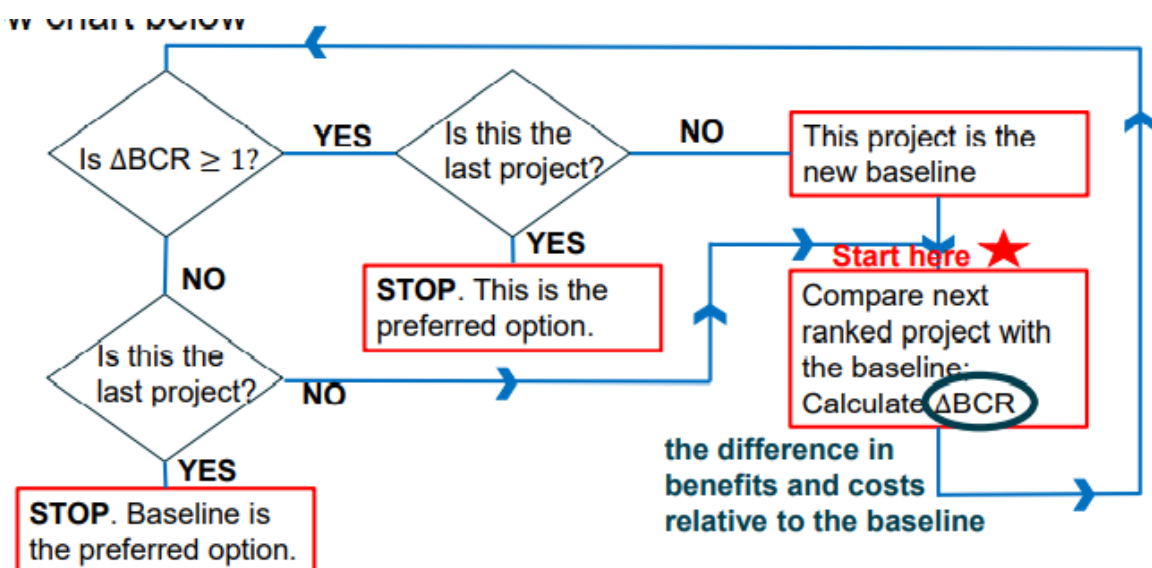 w chart below
Is ΔBCR ≥ 1?
YES
Is this the
last project?
NO
This project is the
new baseline
YES
STOP. This is the
preferred option.
Start here
Compare next
ranked project with
the baseline;
Calculate ΔBCR
NO
Is this the
last project?
NO
YES
STOP. Baseline is
the preferred option.
the difference in
benefits and costs
relative to the baseline